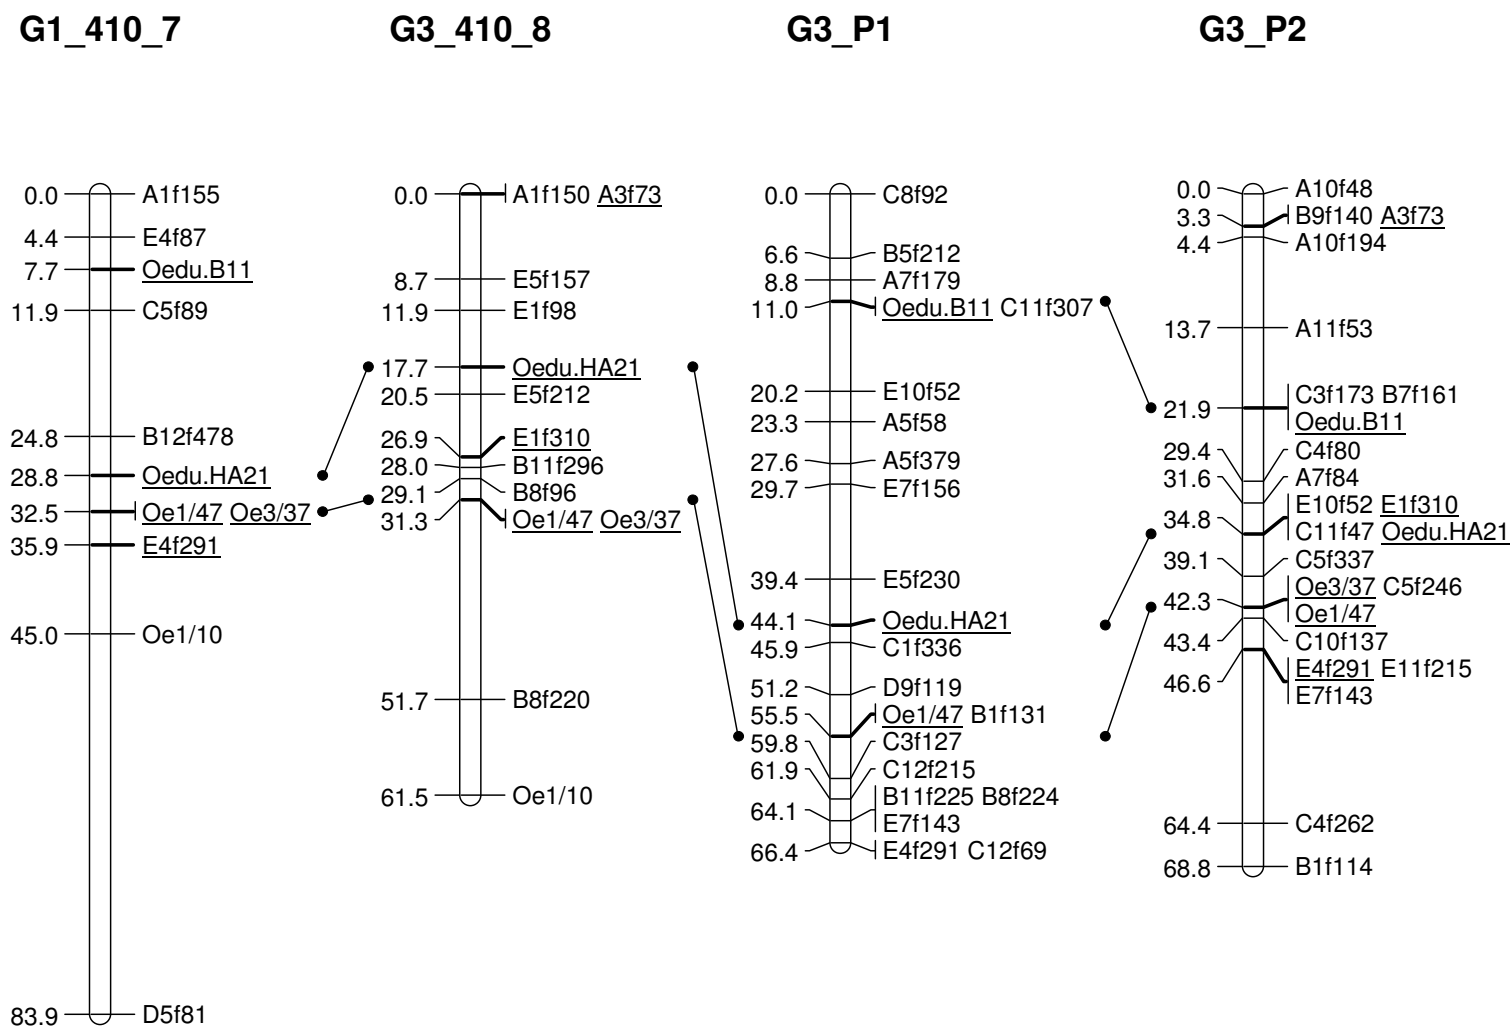 G1_410_7
0.0 A1f155
4.4 E4f87
7.7 Oedu.B11
11.9 C5f89
24.8 B12f478
28.8 Oedu.HA21
32.5 Oe1/47 Oe3/37
35.9 E4f291
45.0 Oe1/10
83.9 D5f81
G3_410_8
0.0 A1f150 A3f73
8.7 E5f157
11.9 E1f98
17.7 Oedu.HA21
20.5 E5f212
26.9 E1f310
28.0 B11f296
29.1 B8f96
31.3 Oe1/47 Oe3/37
51.7 B8f220
61.5 Oe1/10
G3_P1
0.0 C8f92
6.6 B5f212
8.8 A7f179
11.0 Oedu.B11 C11f307
20.2 E10f52
23.3 A5f58
27.6 A5f379
29.7 E7f156
39.4 E5f230
44.1 Oedu.HA21
45.9 C1f336
51.2 D9f119
55.5 Oe1/47 B1f131
59.8 C3f127
61.9 C12f215
64.1 B11f225 B8f224
E7f143
66.4 E4f291 C12f69
G3_P2
0.0 A10f48
3.3 B9f140 A3f73
4.4 A10f194
13.7 A11f53
21.9 C3f173 B7f161
Oedu.B11
29.4 C4f80
31.6 A7f84
34.8 E10f52 E1f310
C11f47 Oedu.HA21
39.1 C5f337
42.3 Oe3/37 C5f246
Oe1/47
43.4 C10f137
46.6 E4f291 E11f215
E7f143
64.4 C4f262
68.8 B1f114